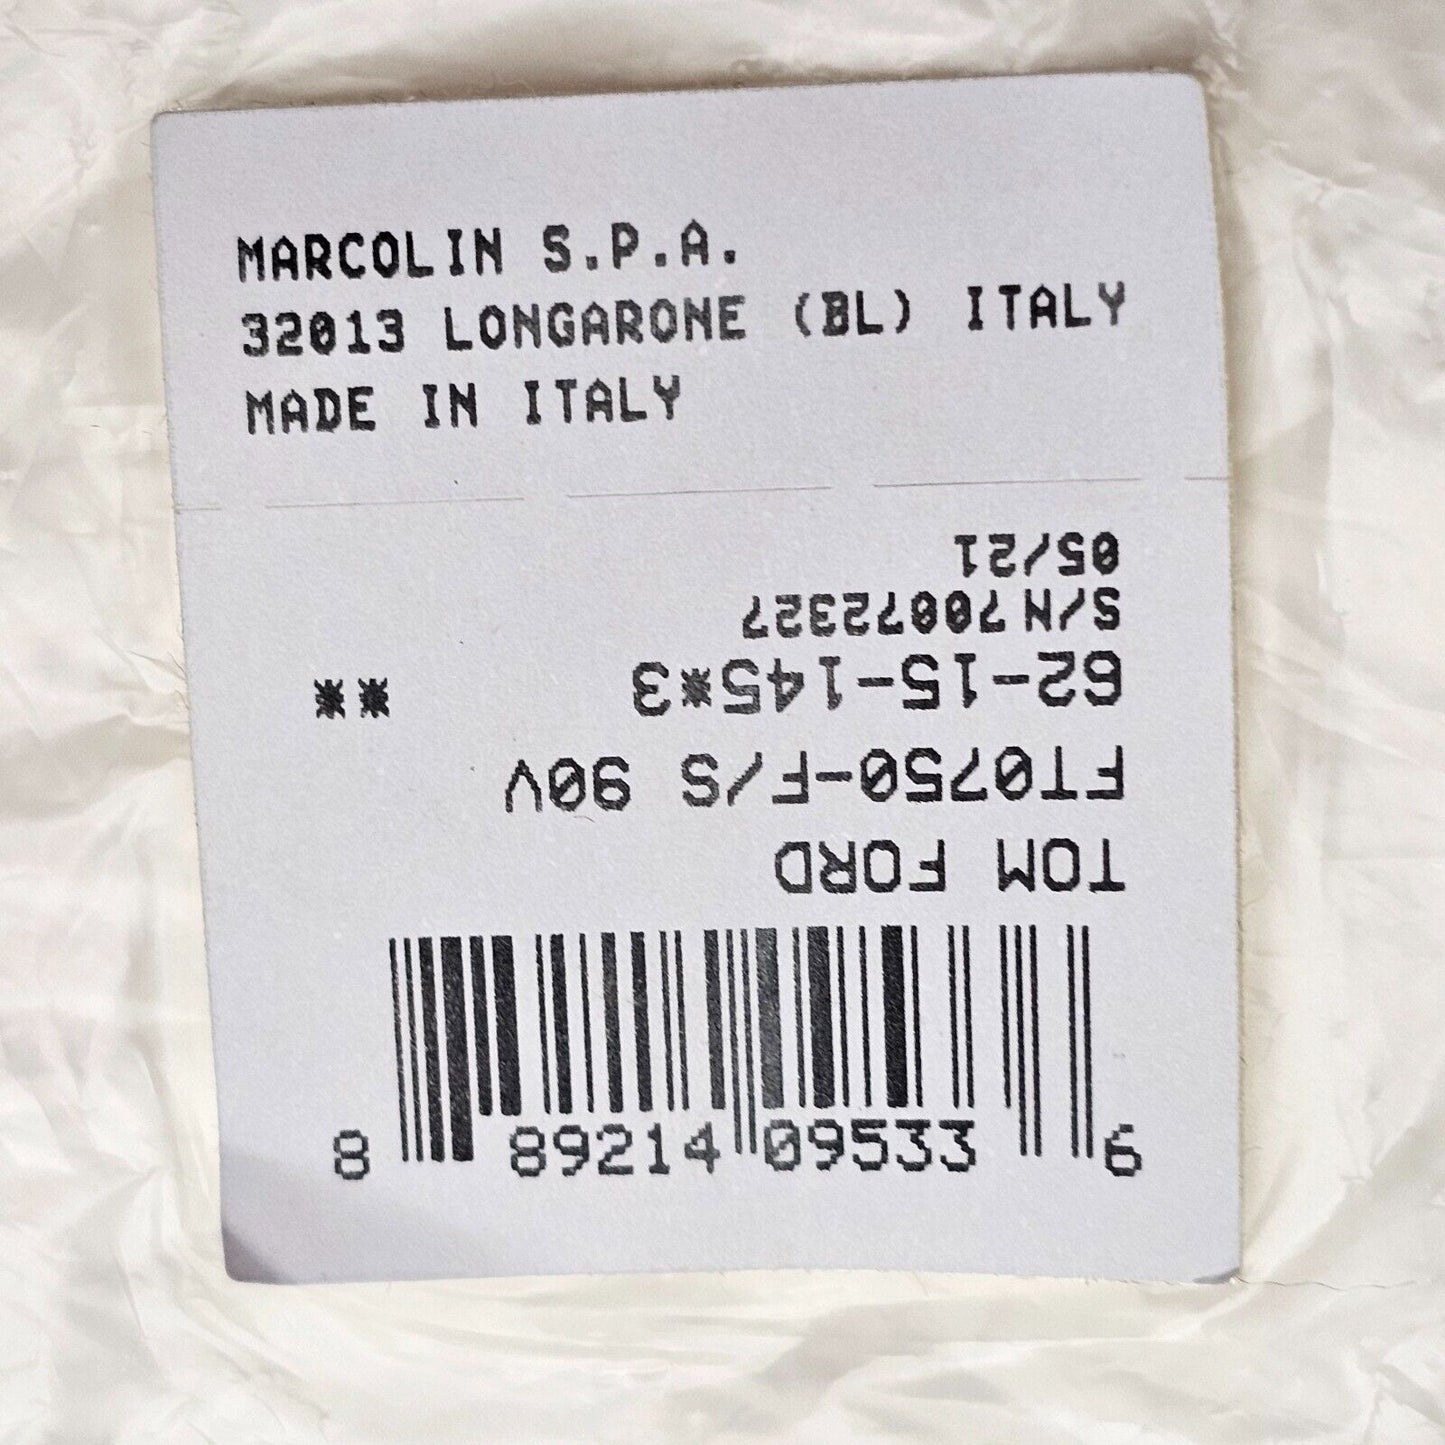 MARCOLIN S.P.A.
32013 LONGARONE (BL) ITALY
MADE IN ITALY
TOM FORD
FT0750-F/S 90V
62-15-145*3 **
S/N 70072327
05/21
8 89214 09533 6